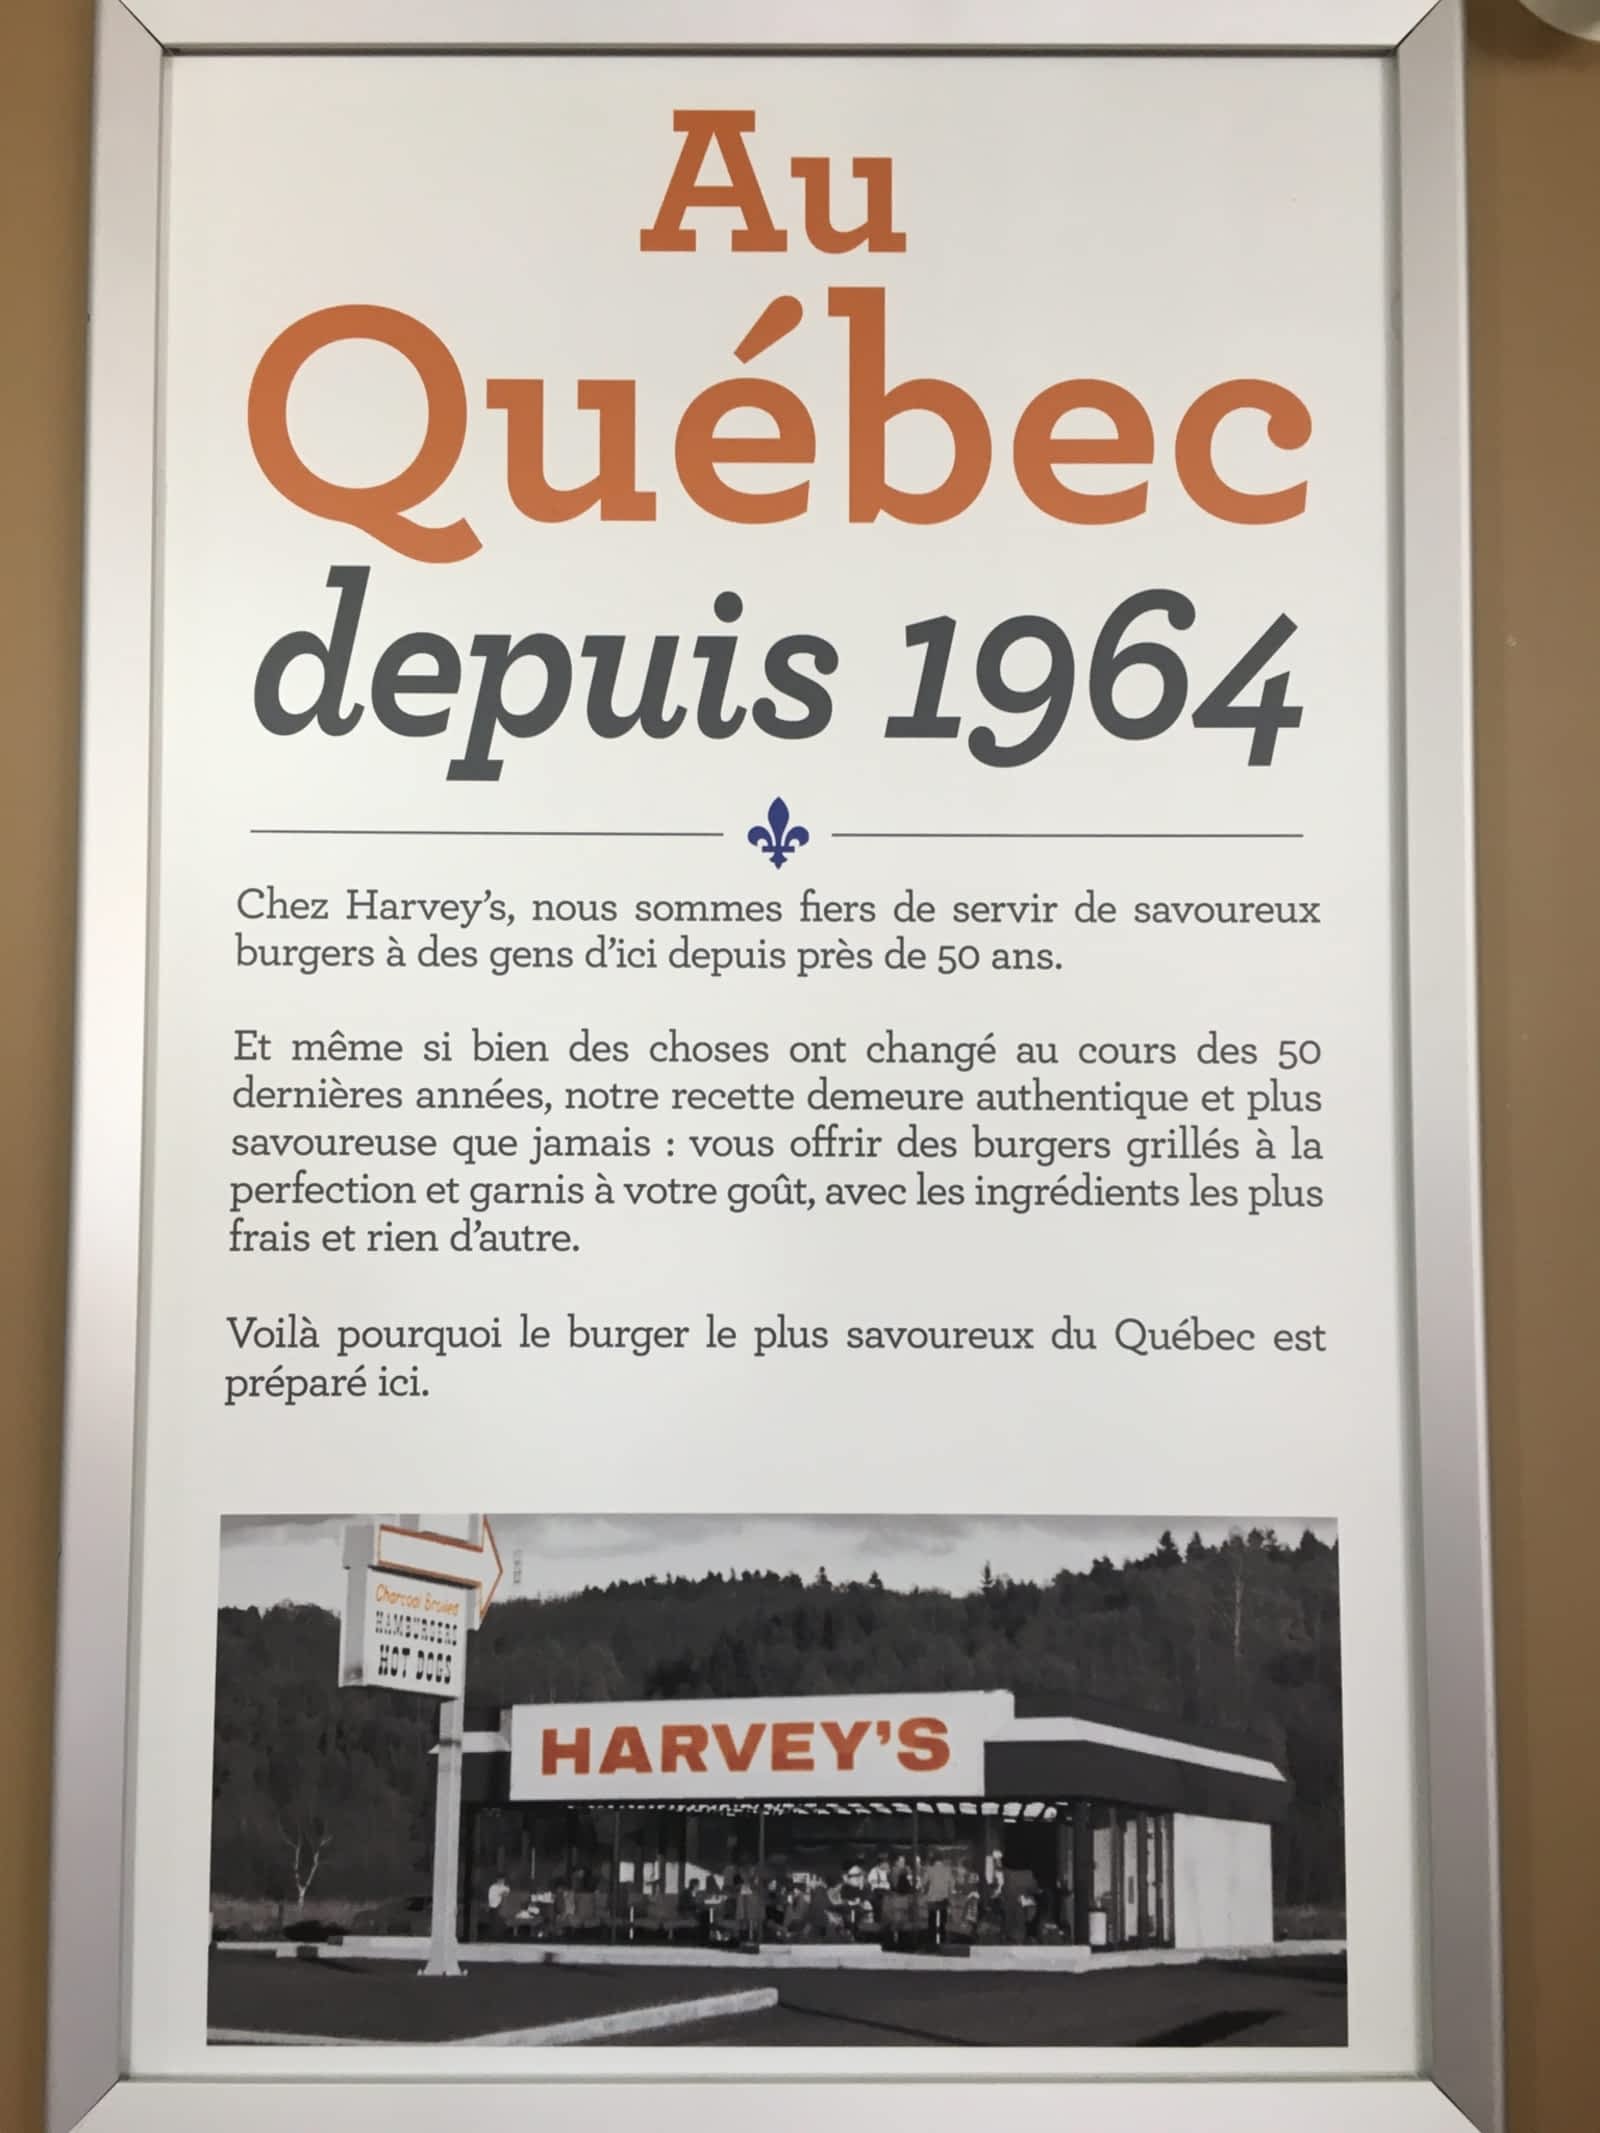 Au
Québec
depuis 1964
Chez Harvey's, nous sommes fiers de servir de savoureux
burgers à des gens d'ici depuis près de 50 ans.
Et même si bien des choses ont changé au cours des 50
dernières années, notre recette demeure authentique et plus
savoureuse que jamais : vous offrir des burgers grillés à la
perfection et garnis à votre goût, avec les ingrédients les plus
frais et rien d'autre.
Voilà pourquoi le burger le plus savoureux du Québec est
préparé ici.
Charcoal Broiled
HAMBURGERS
HOT DOGS
HARVEY'S